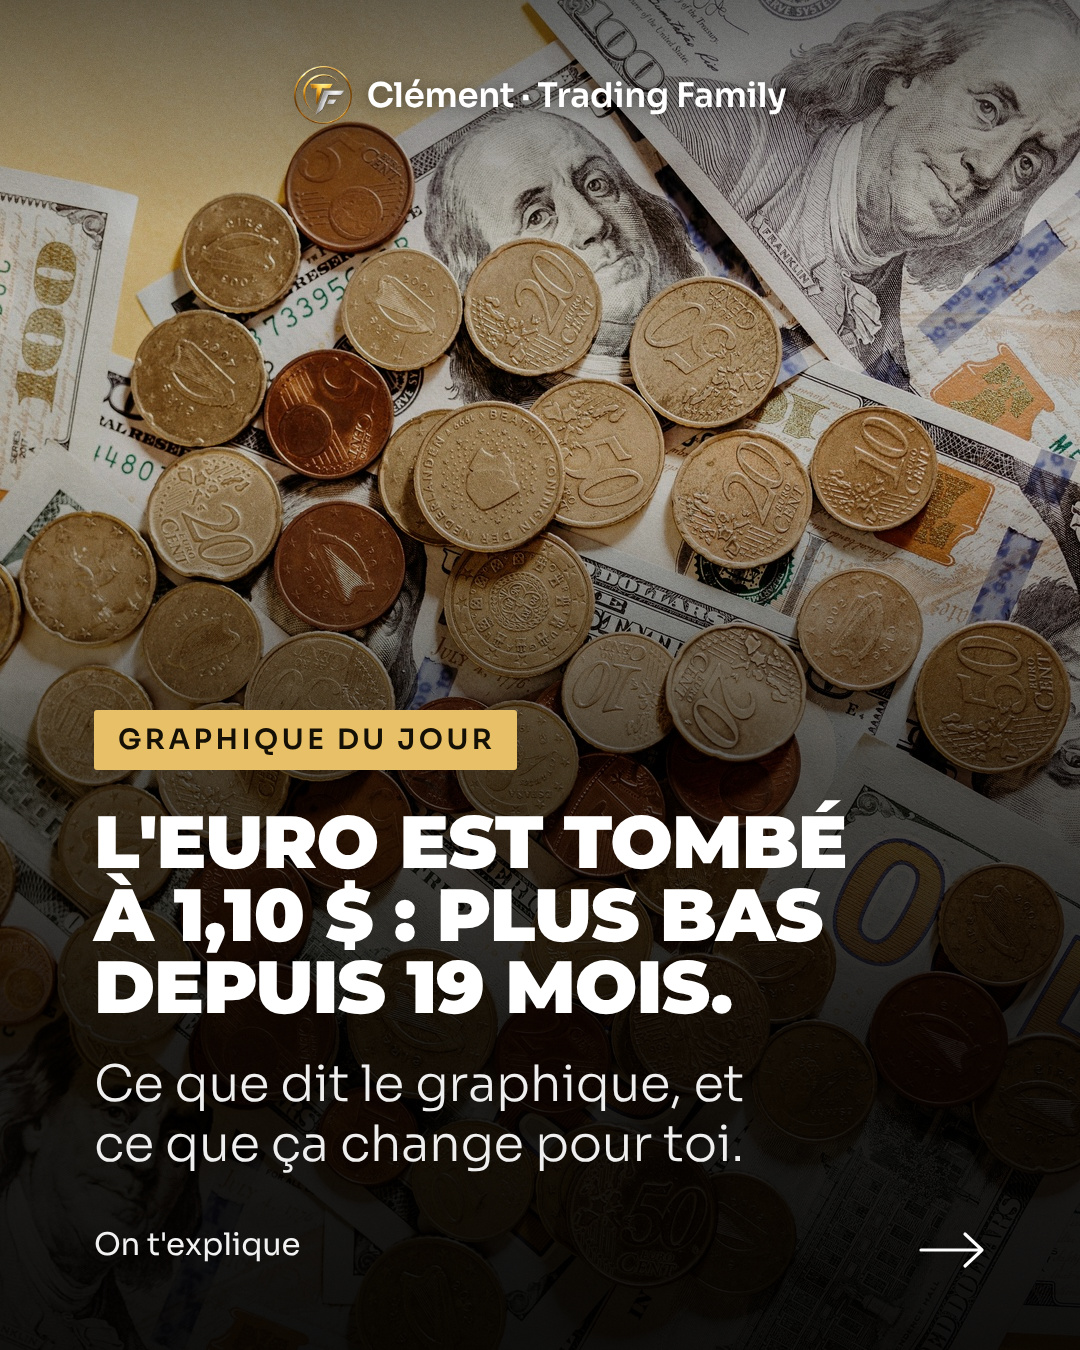 Clément · Trading Family
GRAPHIQUE DU JOUR
L'EURO EST TOMBÉ
À 1,10 $ : PLUS BAS
DEPUIS 19 MOIS.
Ce que dit le graphique, et
ce que ça change pour toi.
On t'explique